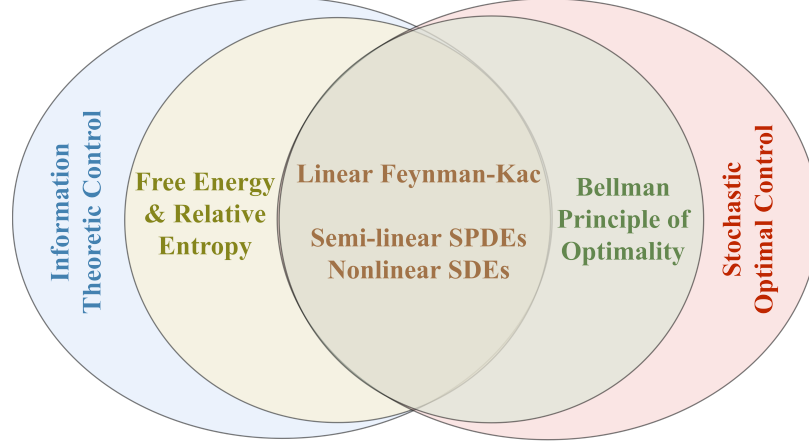 Information
Theoretic Control
Free Energy
& Relative
Entropy
Linear Feynman-Kac
Semi-linear SPDEs
Nonlinear SDEs
Bellman
Principle of
Optimality
Stochastic
Optimal Control